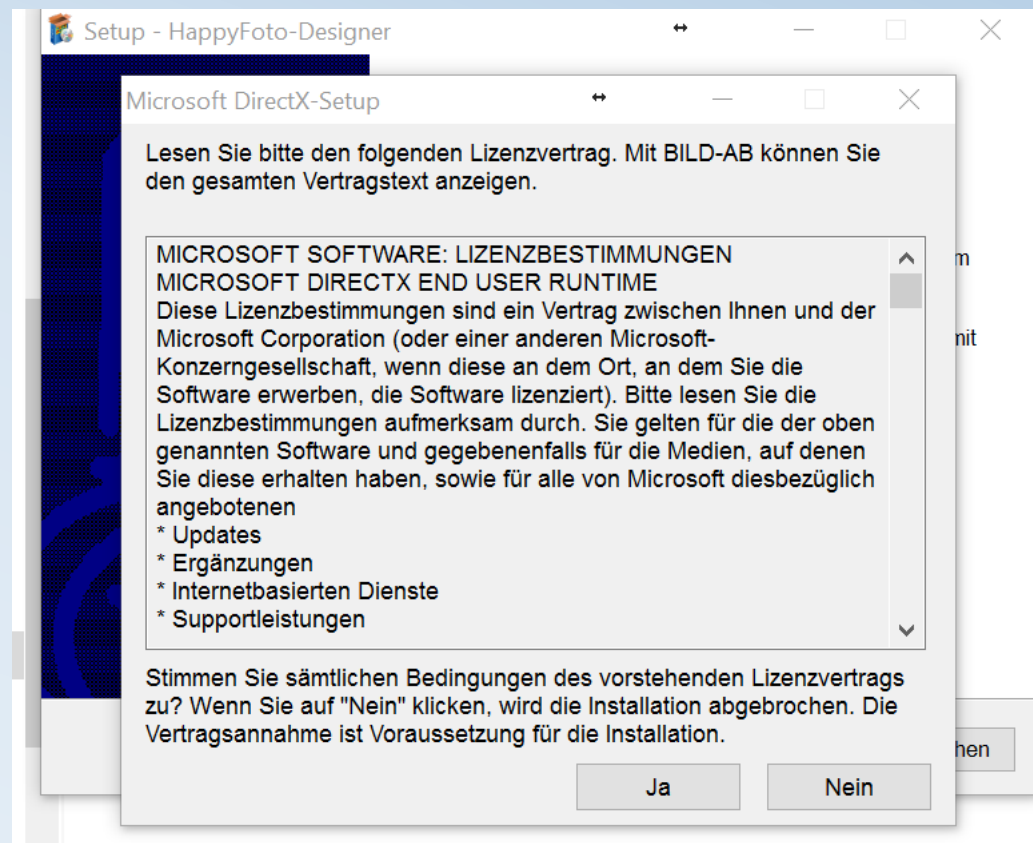 Setup - HappyFoto-Designer
Microsoft DirectX-Setup
Lesen Sie bitte den folgenden Lizenzvertrag. Mit BILD-AB können Sie
den gesamten Vertragstext anzeigen.
MICROSOFT SOFTWARE: LIZENZBESTIMMUNGEN
MICROSOFT DIRECTX END USER RUNTIME
Diese Lizenzbestimmungen sind ein Vertrag zwischen Ihnen und der
Microsoft Corporation (oder einer anderen Microsoft-
Konzerngesellschaft, wenn diese an dem Ort, an dem Sie die
Software erwerben, die Software lizenziert). Bitte lesen Sie die
Lizenzbestimmungen aufmerksam durch. Sie gelten für die der oben
genannten Software und gegebenenfalls für die Medien, auf denen
Sie diese erhalten haben, sowie für alle von Microsoft diesbezüglich
angebotenen
* Updates
* Ergänzungen
* Internetbasierten Dienste
* Supportleistungen
m
mit
Stimmen Sie sämtlichen Bedingungen des vorstehenden Lizenzvertrags
zu? Wenn Sie auf "Nein" klicken, wird die Installation abgebrochen. Die
Vertragsannahme ist Voraussetzung für die Installation.
hen
Ja
Nein